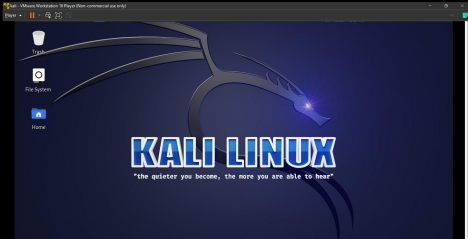 kali - VMware Workstation 16 Player (Non-commercial use only)
Player
Trash
File System
Home
KALI LINUX
"the quieter you become, the more you are able to hear"